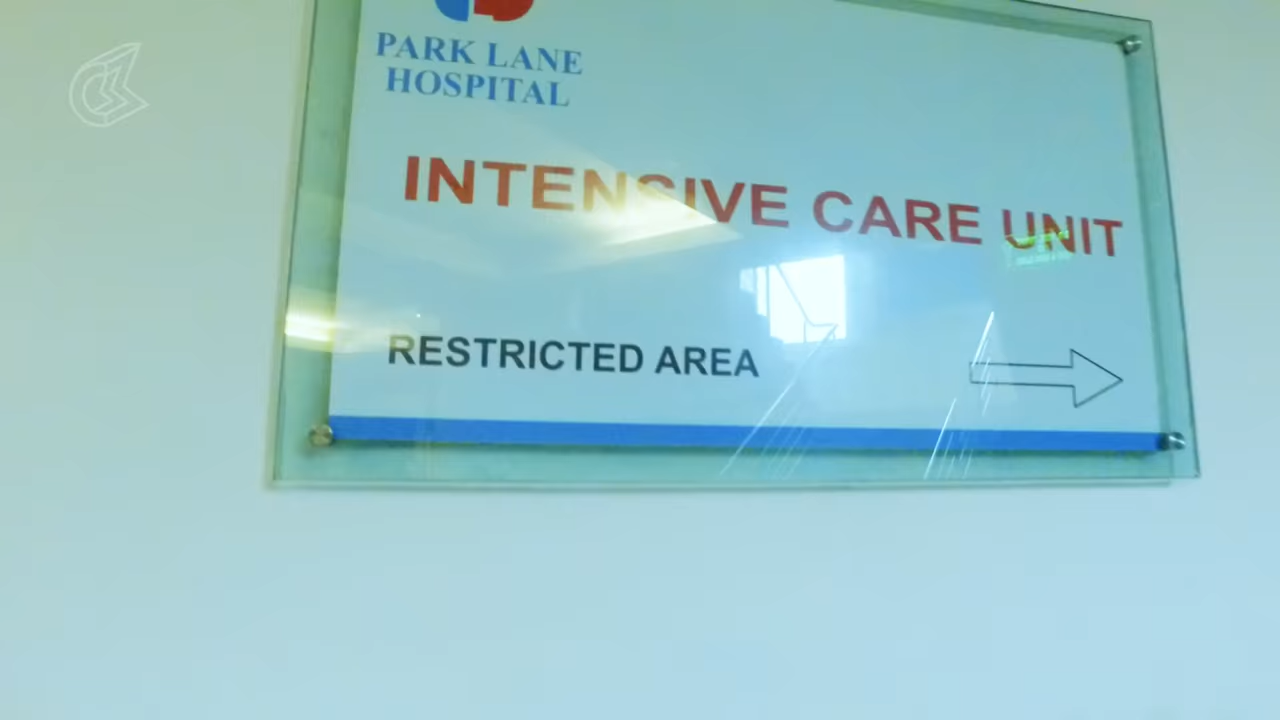 PARK LANE
HOSPITAL
INTENSIVE CARE UNIT
RESTRICTED AREA